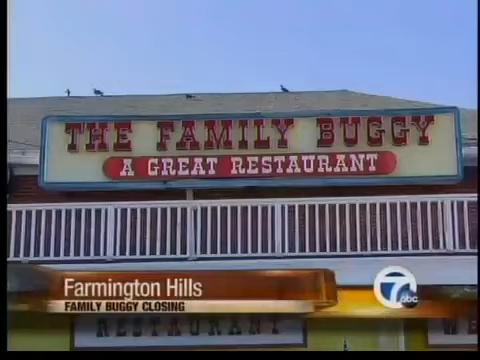 THE FAMILY BUGGY
A GREAT RESTAURANT
Farmington Hills
FAMILY BUGGY CLOSING
7 abc
RESTAURANT